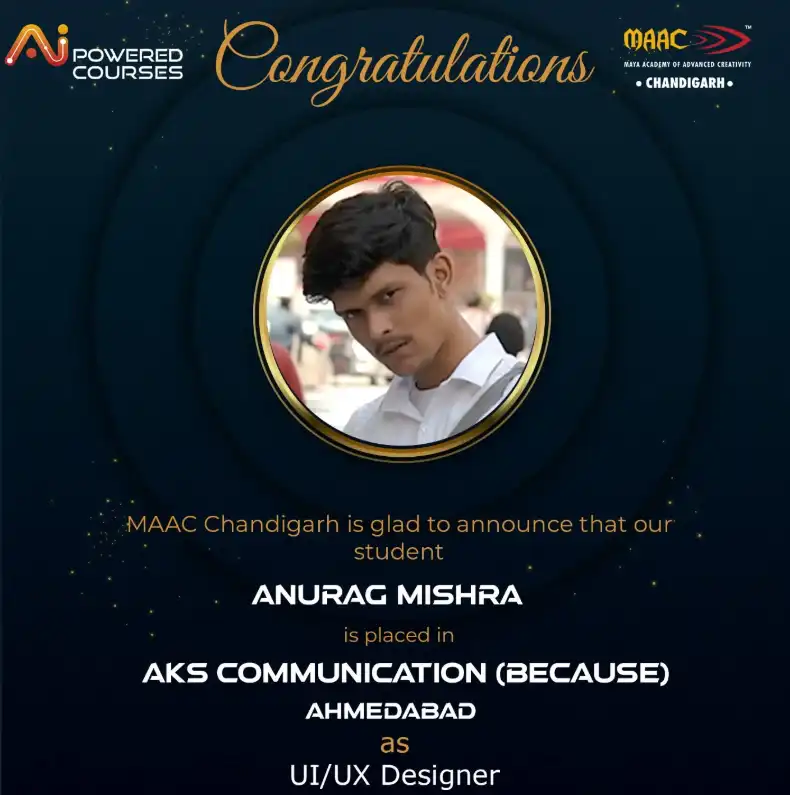 Ai POWERED
COURSES
Congratulations
MAAC ™
MAYA ACADEMY OF ADVANCED CREATIVITY
• CHANDIGARH •
MAAC Chandigarh is glad to announce that our
student
ANURAG MISHRA
is placed in
AKS COMMUNICATION (BECAUSE)
AHMEDABAD
as
UI/UX Designer